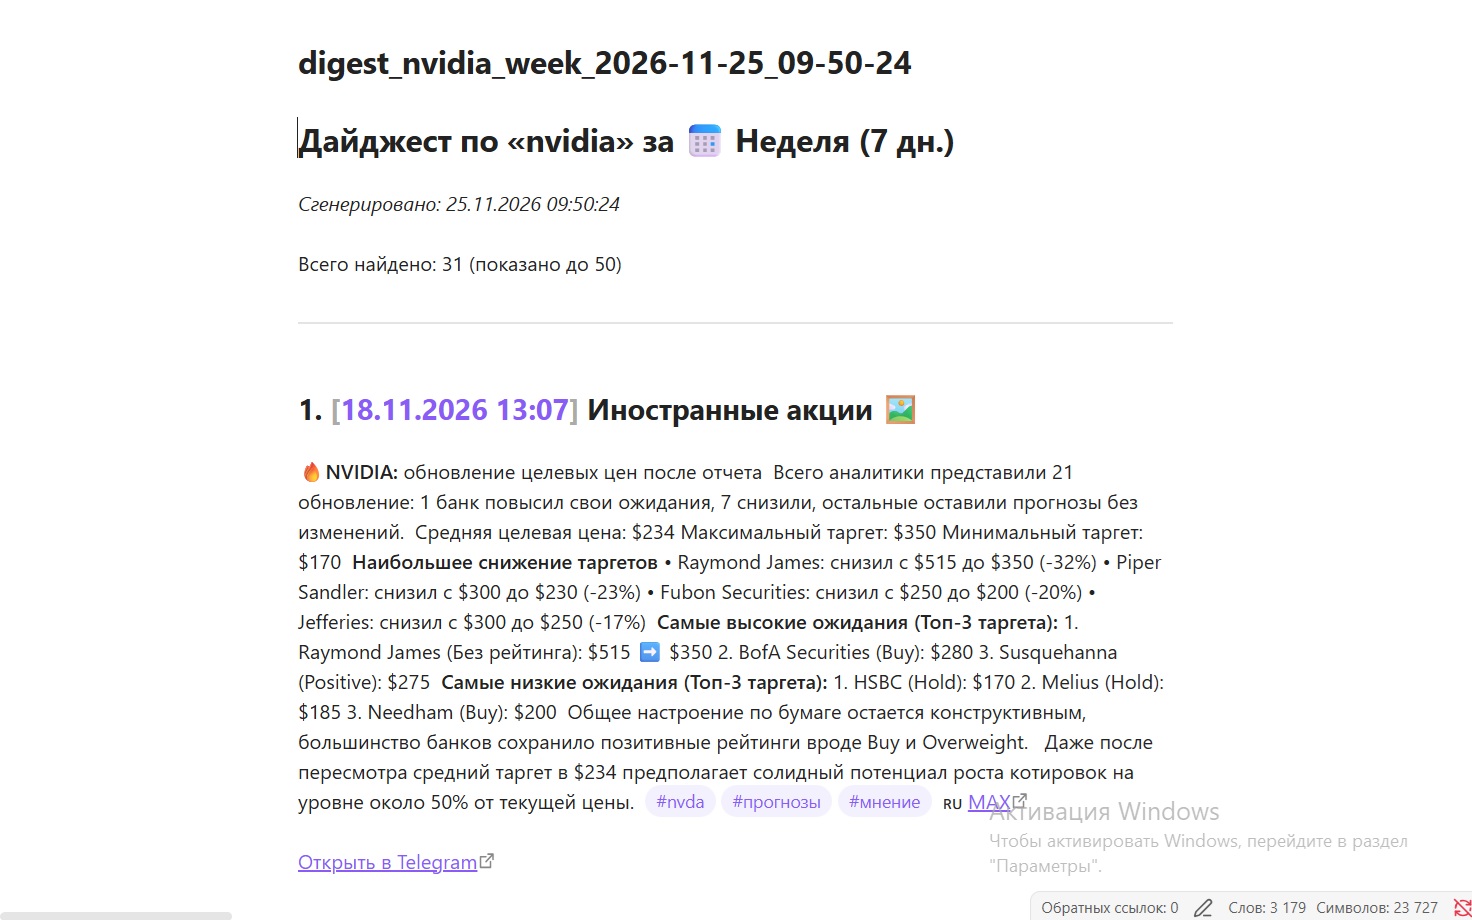 digest_nvidia_week_2026-11-25_09-50-24
Дайджест по «nvidia» за 📅 Неделя (7 дн.)
Сгенерировано: 25.11.2026 09:50:24
Всего найдено: 31 (показано до 50)
1. [18.11.2026 13:07] Иностранные акции 🖼️
🔥 NVIDIA: обновление целевых цен после отчета Всего аналитики представили 21
обновление: 1 банк повысил свои ожидания, 7 снизили, остальные оставили прогнозы без
изменений. Средняя целевая цена: $234 Максимальный таргет: $350 Минимальный таргет:
$170 Наибольшее снижение таргетов • Raymond James: снизил с $515 до $350 (-32%) • Piper
Sandler: снизил с $300 до $230 (-23%) • Fubon Securities: снизил с $250 до $200 (-20%) •
Jefferies: снизил с $300 до $250 (-17%) Самые высокие ожидания (Топ-3 таргета): 1.
Raymond James (Без рейтинга): $515 ➡️ $350 2. BofA Securities (Buy): $280 3. Susquehanna
(Positive): $275 Самые низкие ожидания (Топ-3 таргета): 1. HSBC (Hold): $170 2. Melius (Hold):
$185 3. Needham (Buy): $200 Общее настроение по бумаге остается конструктивным,
большинство банков сохранило позитивные рейтинги вроде Buy и Overweight. Даже после
пересмотра средний таргет в $234 предполагает солидный потенциал роста котировок на
уровне около 50% от текущей цены. #nvda #прогнозы #мнение RU MAX
Активация Windows
Чтобы активировать Windows, перейдите в раздел
"Параметры".
Открыть в Telegram
Обратных ссылок: 0 Слов: 3 179 Символов: 23 727